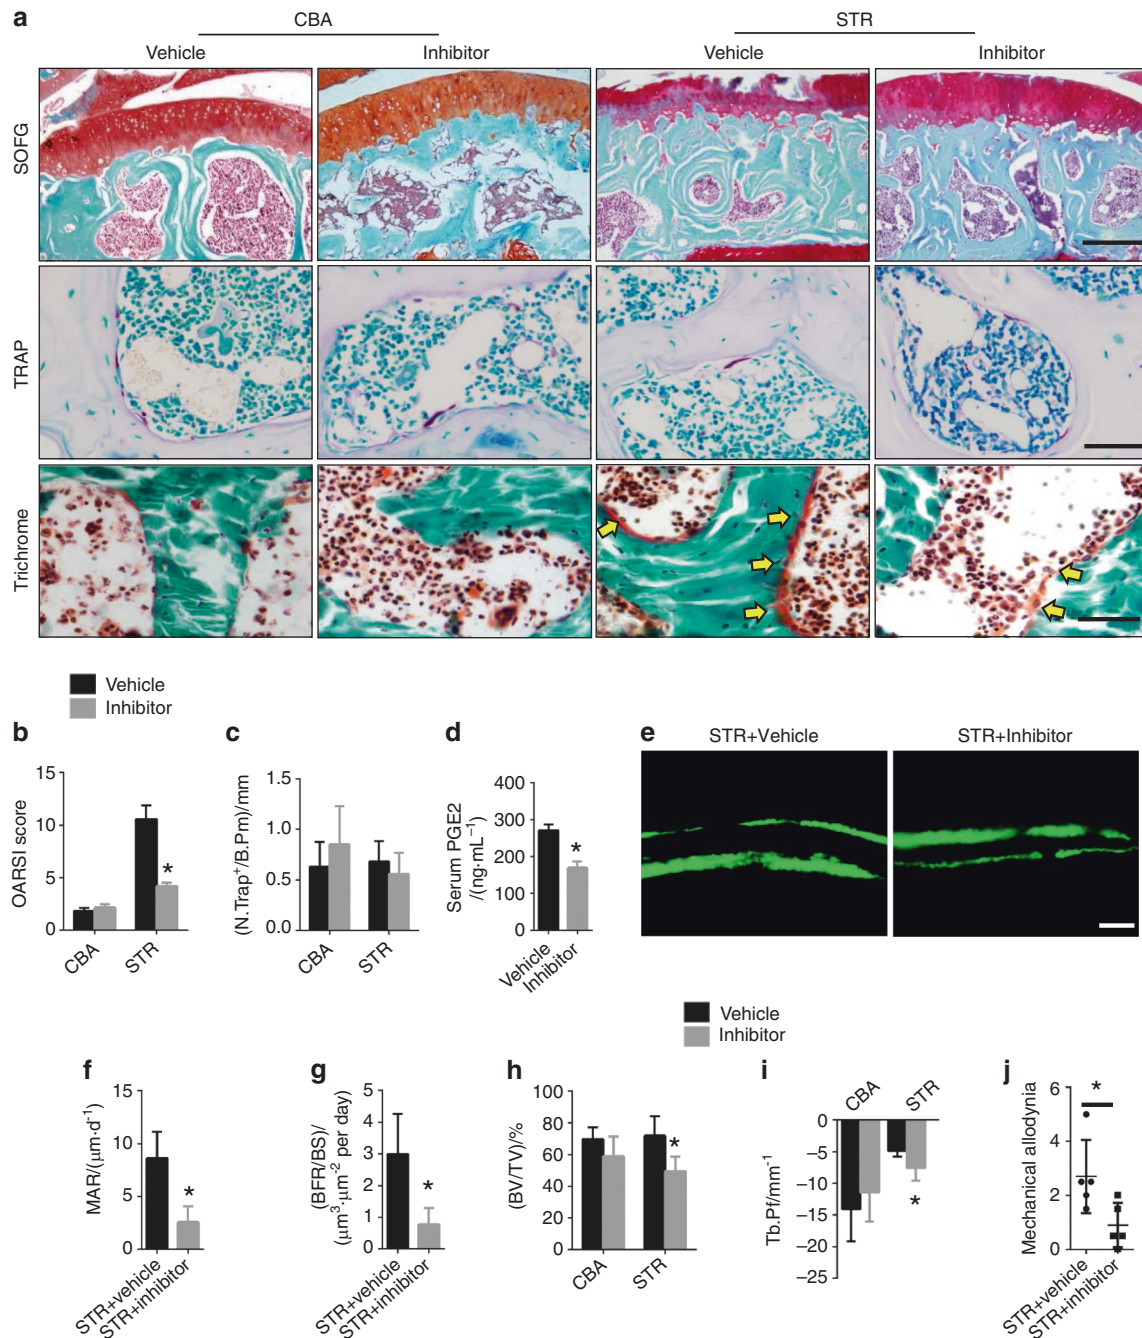 a
CBA
STR
Vehicle
Inhibitor
Vehicle
Inhibitor
SOFG
TRAP
Trichrome
Vehicle
Inhibitor
b
OARSI score
15
10
5
0
*
CBA
STR
c
(N.Trap⁺/B.Pm)/mm
1.5
1.0
0.5
0.0
CBA
STR
d
Serum PGE2
/(ng·mL⁻¹)
400
300
200
100
0
*
Vehicle
Inhibitor
e
STR+Vehicle
STR+Inhibitor
Vehicle
Inhibitor
f
MAR/(μm·d⁻¹)
15
10
5
0
*
STR+vehicle
STR+inhibitor
g
(BFR/BS)/
(μm³·μm⁻² per day)
5
4
3
2
1
0
*
STR+vehicle
STR+inhibitor
h
(BV/TV)/%
100
80
60
40
20
0
*
CBA
STR
i
CBA
STR
Tb.Pf/mm⁻¹
0
−5
−10
−15
−20
−25
*
j
Mechanical allodynia
6
4
2
0
*
STR+vehicle
STR+inhibitor